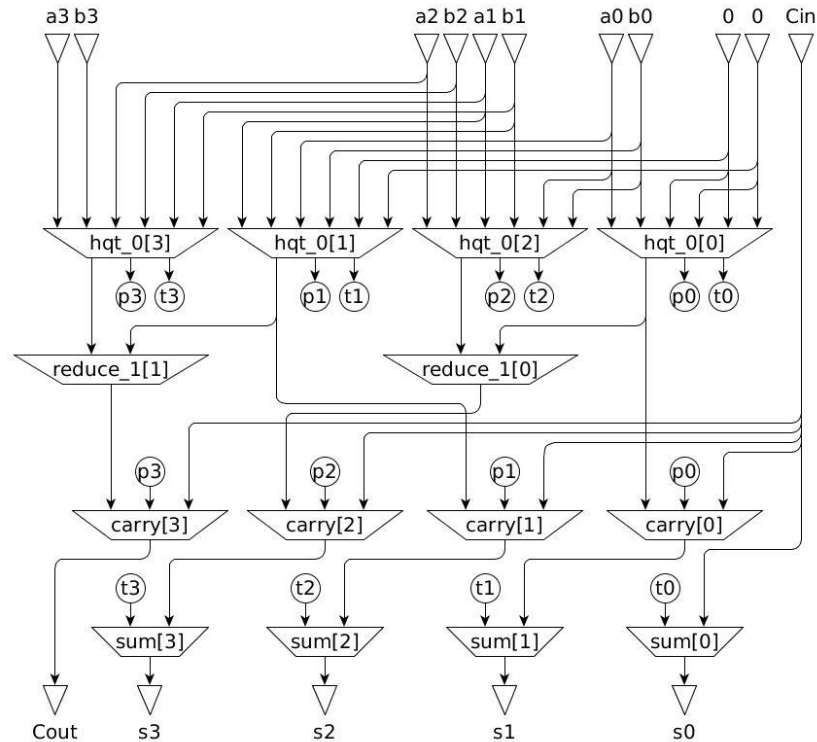 a3 b3 a2 b2 a1 b1 a0 b0 0 0 Cin
hqt_0[3] hqt_0[1] hqt_0[2] hqt_0[0]
p3 t3 p1 t1 p2 t2 p0 t0
reduce_1[1] reduce_1[0]
p3 p2 p1 p0
carry[3] carry[2] carry[1] carry[0]
t3 t2 t1 t0
sum[3] sum[2] sum[1] sum[0]
Cout s3 s2 s1 s0